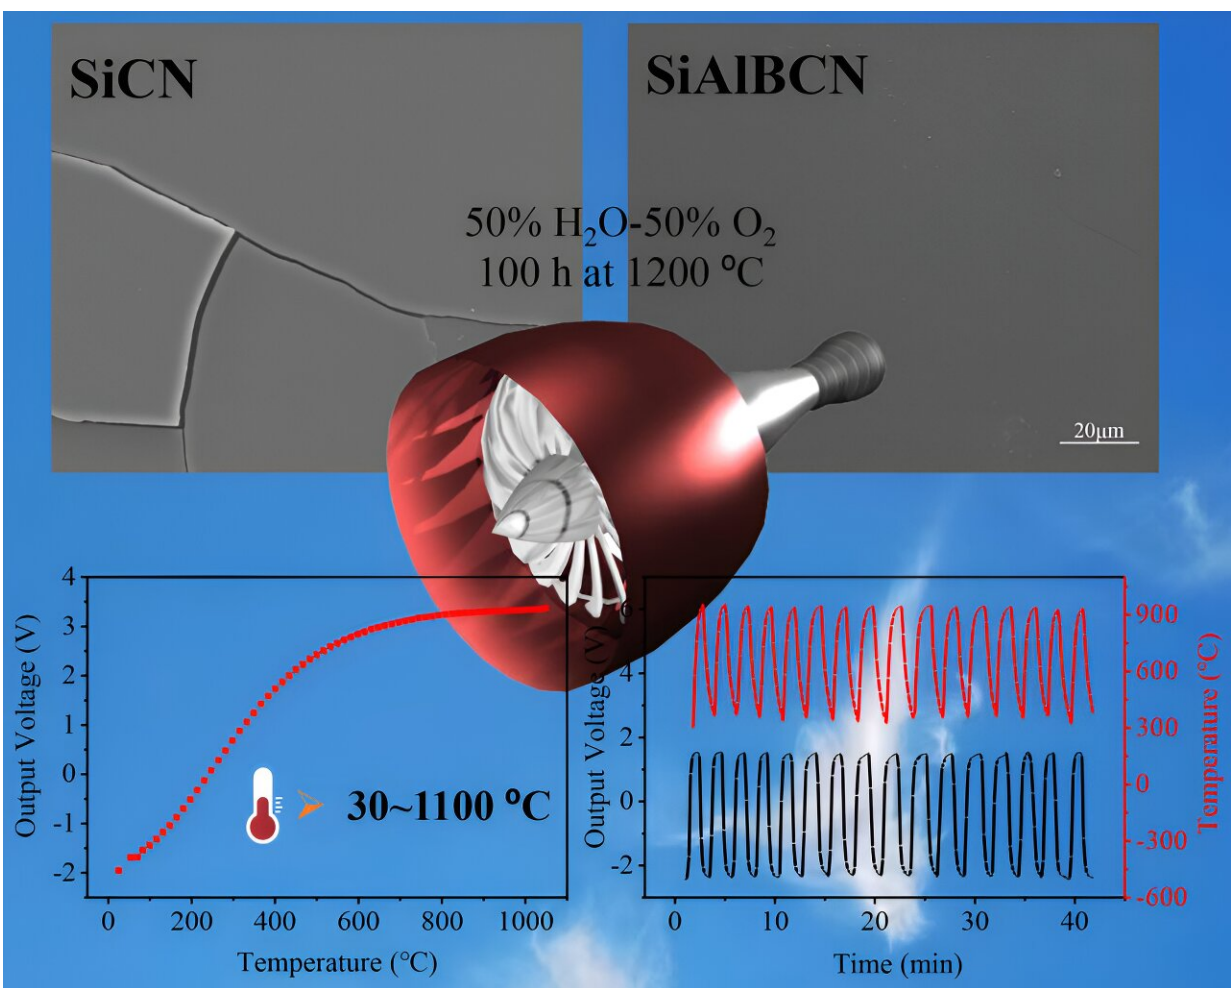 SiCN
SiAlBCN
50% H₂O-50% O₂
100 h at 1200 ºC
20μm
4
3
2
1
0
-1
-2
Output Voltage (V)
30~1100 ºC
0
200
400
600
800
1000
Temperature (°C)
6
4
2
0
-2
Output Voltage (V)
900
600
300
0
-300
-600
Temperature (°C)
0
10
20
30
40
Time (min)